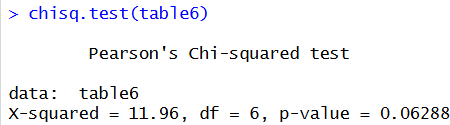 > chisq.test(table6)
Pearson's Chi-squared test
data:  table6
X-squared = 11.96, df = 6, p-value = 0.06288